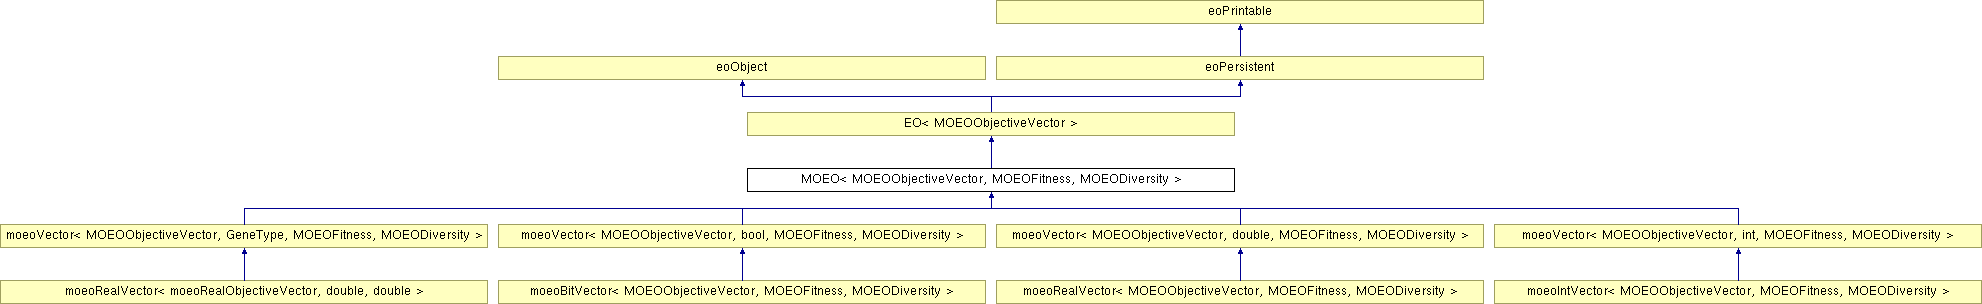 eoPrintable
eoObject
eoPersistent
EO< MOEOObjectiveVector >
MOEO< MOEOObjectiveVector, MOEOFitness, MOEODiversity >
moeoVector< MOEOObjectiveVector, GeneType, MOEOFitness, MOEODiversity >
moeoVector< MOEOObjectiveVector, bool, MOEOFitness, MOEODiversity >
moeoVector< MOEOObjectiveVector, double, MOEOFitness, MOEODiversity >
moeoVector< MOEOObjectiveVector, int, MOEOFitness, MOEODiversity >
moeoRealVector< moeoRealObjectiveVector, double, double >
moeoBitVector< MOEOObjectiveVector, MOEOFitness, MOEODiversity >
moeoRealVector< MOEOObjectiveVector, MOEOFitness, MOEODiversity >
moeoIntVector< MOEOObjectiveVector, MOEOFitness, MOEODiversity >